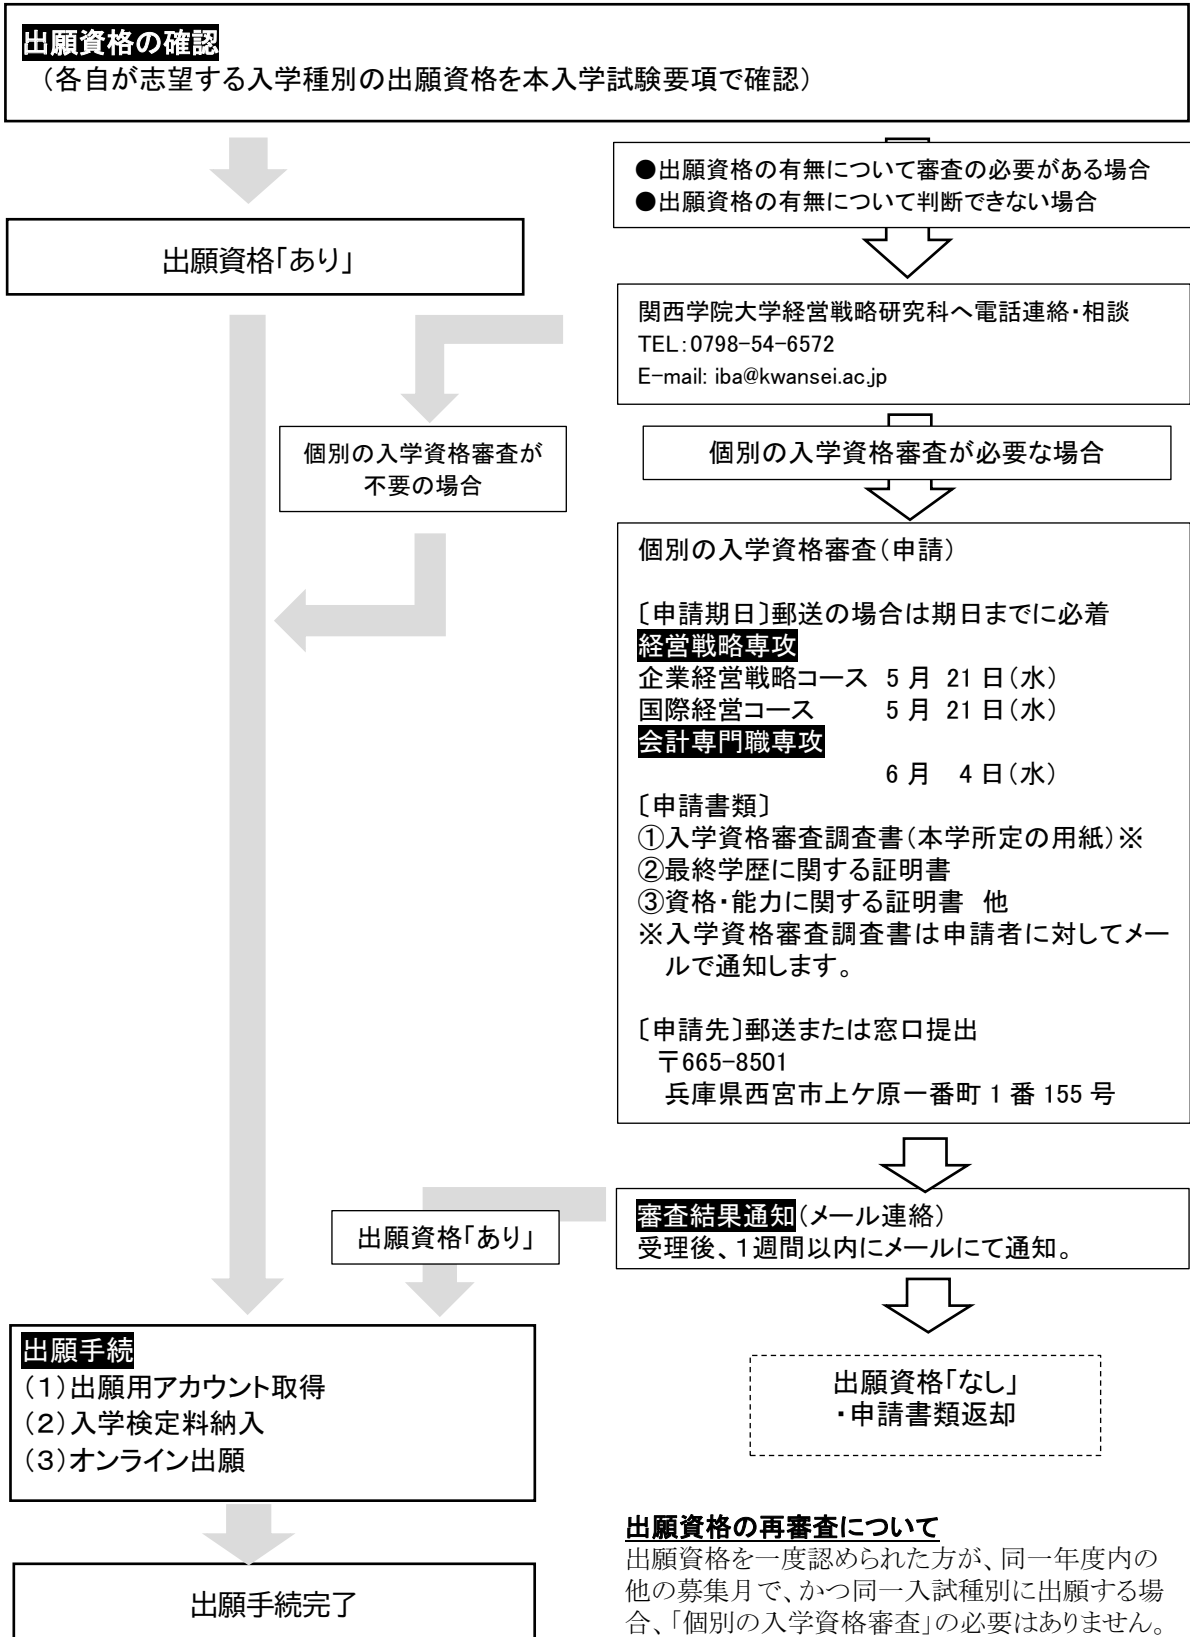 出願資格の確認
（各自が志望する入学種別の出願資格を本入学試験要項で確認）
●出願資格の有無について審査の必要がある場合
●出願資格の有無について判断できない場合
出願資格「あり」
関西学院大学経営戦略研究科へ電話連絡・相談
TEL：0798-54-6572
E-mail: iba@kwansei.ac.jp
個別の入学資格審査が
不要の場合
個別の入学資格審査が必要な場合
個別の入学資格審査（申請）
〔申請期日〕郵送の場合は期日までに必着
経営戦略専攻
企業経営戦略コース 5 月 21 日（水）
国際経営コース 5 月 21 日（水）
会計専門職専攻
6 月 4 日（水）
〔申請書類〕
①入学資格審査調査書（本学所定の用紙）※
②最終学歴に関する証明書
③資格・能力に関する証明書 他
※入学資格審査調査書は申請者に対してメー
ルで通知します。
〔申請先〕郵送または窓口提出
〒665-8501
兵庫県西宮市上ケ原一番町 1 番 155 号
審査結果通知（メール連絡）
受理後、１週間以内にメールにて通知。
出願資格「あり」
出願手続
（１）出願用アカウント取得
（２）入学検定料納入
（３）オンライン出願
出願資格「なし」
・申請書類返却
出願手続完了
出願資格の再審査について
出願資格を一度認められた方が、同一年度内の
他の募集月で、かつ同一入試種別に出願する場
合、「個別の入学資格審査」の必要はありません。